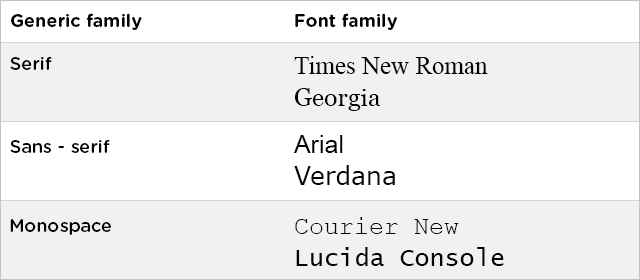 Generic family Font family
Serif Times New Roman
Georgia
Sans - serif Arial
Verdana
Monospace Courier New
Lucida Console